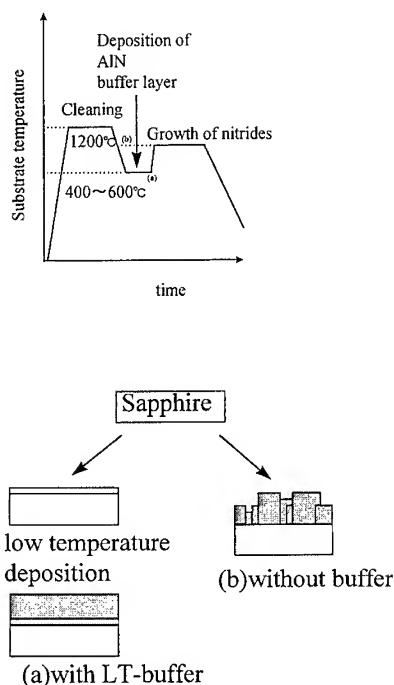 Deposition of
AlN
buffer layer
Cleaning
1200℃
(b)
Growth of nitrides
(a)
400～600℃
Substrate temperature
time
Sapphire
low temperature
deposition
(b)without buffer
(a)with LT-buffer